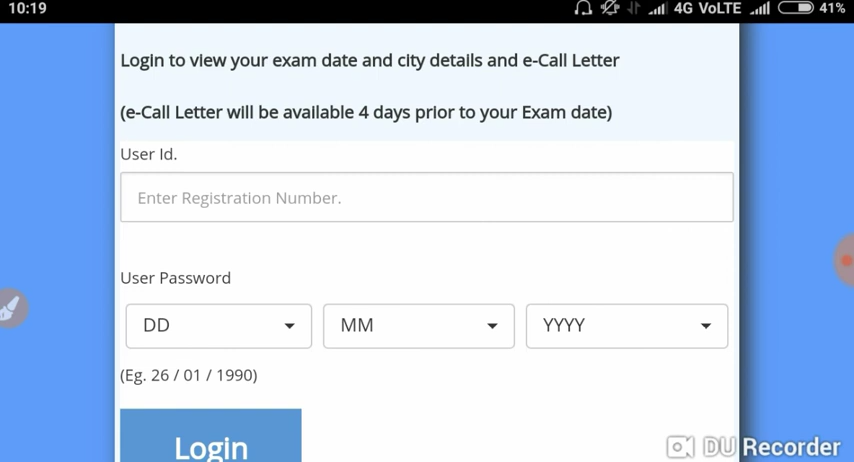 10:19 4G VoLTE 41%
Login to view your exam date and city details and e-Call Letter
(e-Call Letter will be available 4 days prior to your Exam date)
User Id.
Enter Registration Number.
User Password
DD MM YYYY
(Eg. 26 / 01 / 1990)
Login
DU Recorder